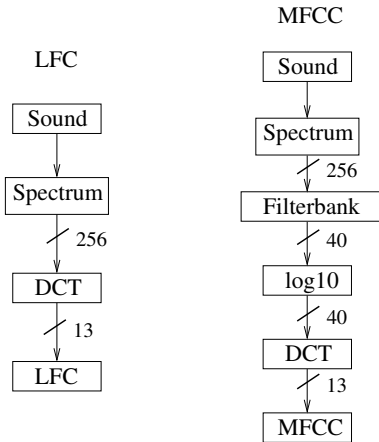 LFC
Sound
Spectrum
256
DCT
13
LFC
MFCC
Sound
Spectrum
256
Filterbank
40
log10
40
DCT
13
MFCC